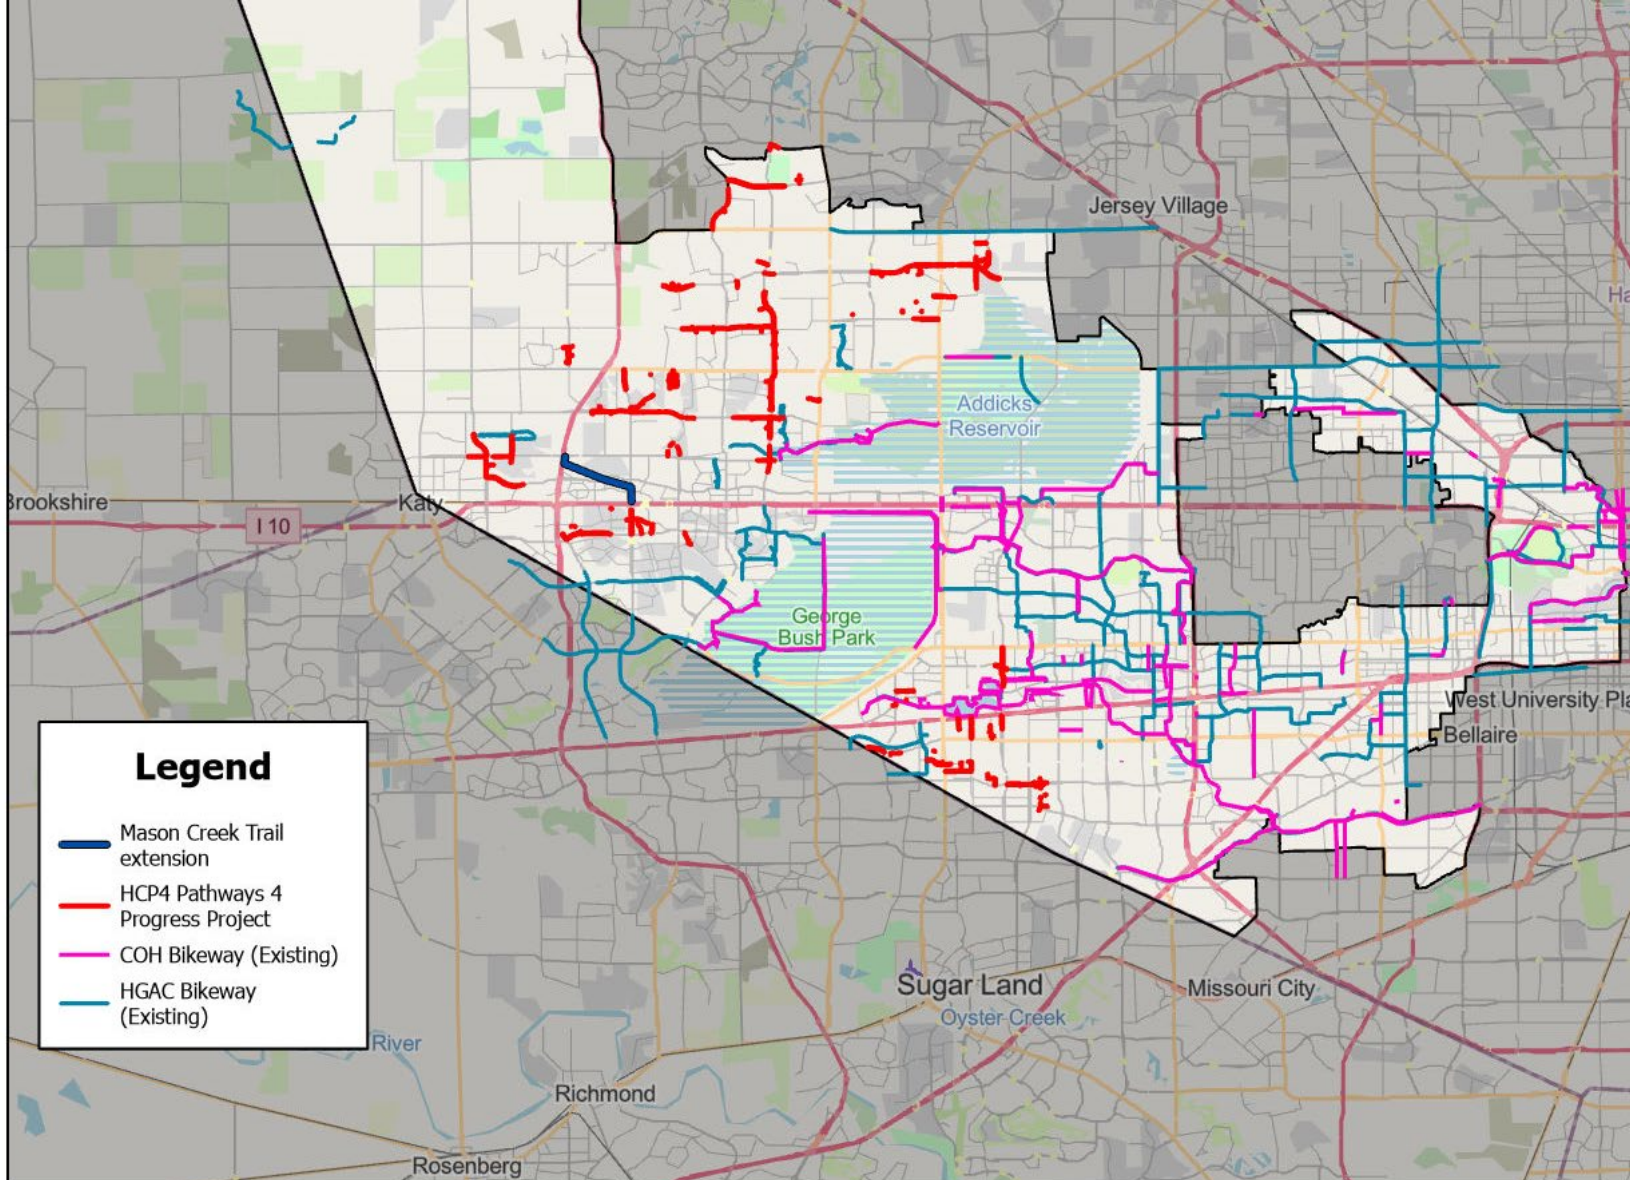 Jersey Village
Ha
Addicks
Reservoir
Brookshire
Katy
I 10
George
Bush Park
West University Pla
Bellaire
Legend
Mason Creek Trail
extension
HCP4 Pathways 4
Progress Project
COH Bikeway (Existing)
HGAC Bikeway
(Existing)
Sugar Land
Missouri City
Oyster Creek
River
Richmond
Rosenberg